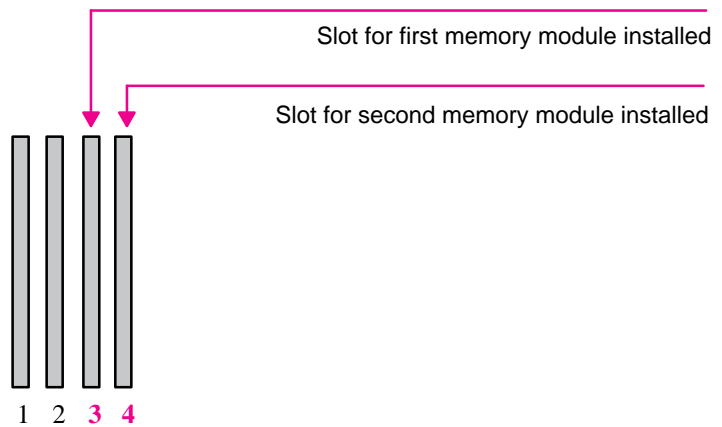 Slot for first memory module installed
Slot for second memory module installed
1 2 3 4